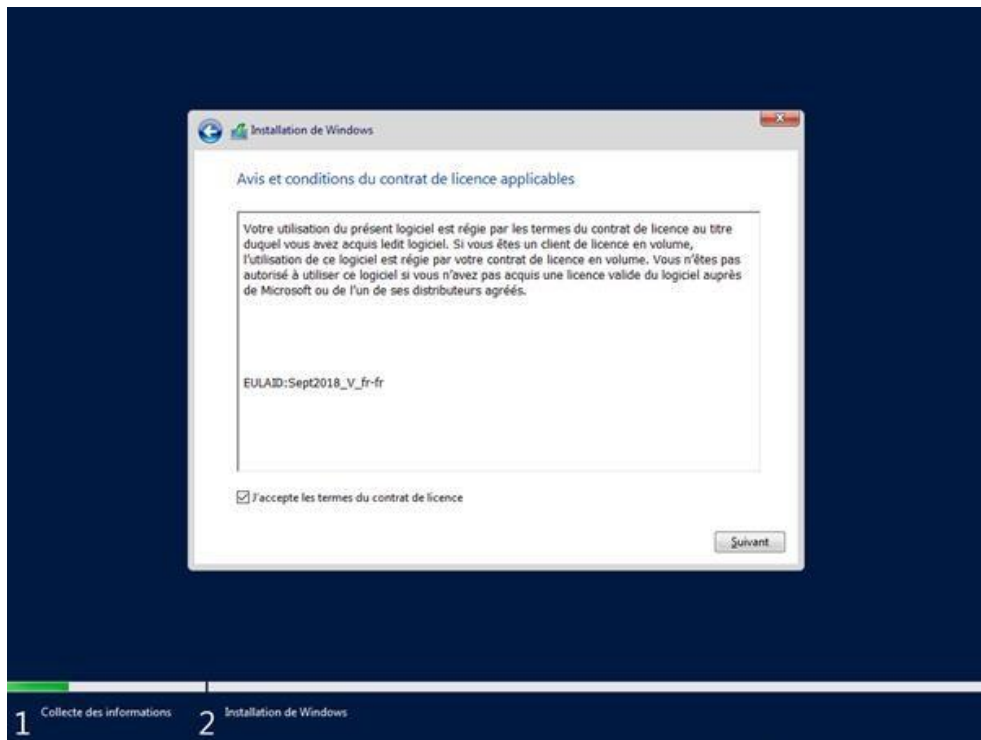 Installation de Windows
Avis et conditions du contrat de licence applicables
Votre utilisation du présent logiciel est régie par les termes du contrat de licence au titre
duquel vous avez acquis ledit logiciel. Si vous êtes un client de licence en volume,
l'utilisation de ce logiciel est régie par votre contrat de licence en volume. Vous n'êtes pas
autorisé à utiliser ce logiciel si vous n'avez pas acquis une licence valide du logiciel auprès
de Microsoft ou de l'un de ses distributeurs agréés.
EULAID:Sept2018_V_fr-fr
J'accepte les termes du contrat de licence
Suivant
1 Collecte des informations 2 Installation de Windows